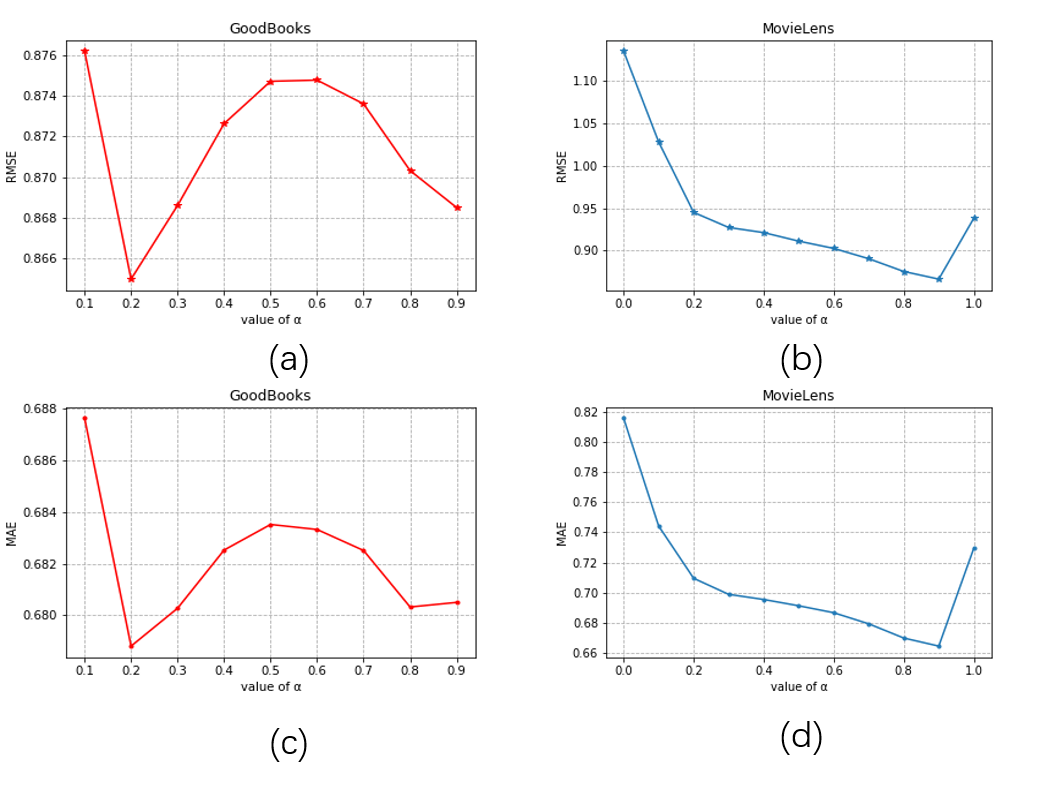 GoodBooks
RMSE
0.876
0.874
0.872
0.870
0.868
0.866
0.1 0.2 0.3 0.4 0.5 0.6 0.7 0.8 0.9
value of α
(a)
MovieLens
RMSE
1.10
1.05
1.00
0.95
0.90
0.0 0.2 0.4 0.6 0.8 1.0
value of α
(b)
GoodBooks
MAE
0.688
0.686
0.684
0.682
0.680
0.1 0.2 0.3 0.4 0.5 0.6 0.7 0.8 0.9
value of α
(c)
MovieLens
MAE
0.82
0.80
0.78
0.76
0.74
0.72
0.70
0.68
0.66
0.0 0.2 0.4 0.6 0.8 1.0
value of α
(d)